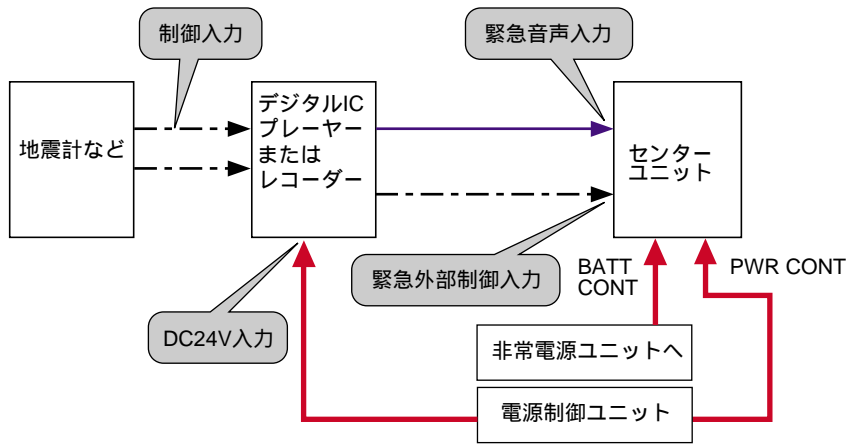 制御入力
緊急音声入力
地震計など
デジタルIC
プレーヤー
または
レコーダー
センター
ユニット
緊急外部制御入力
BATT
CONT
PWR CONT
DC24V入力
非常電源ユニットへ
電源制御ユニット